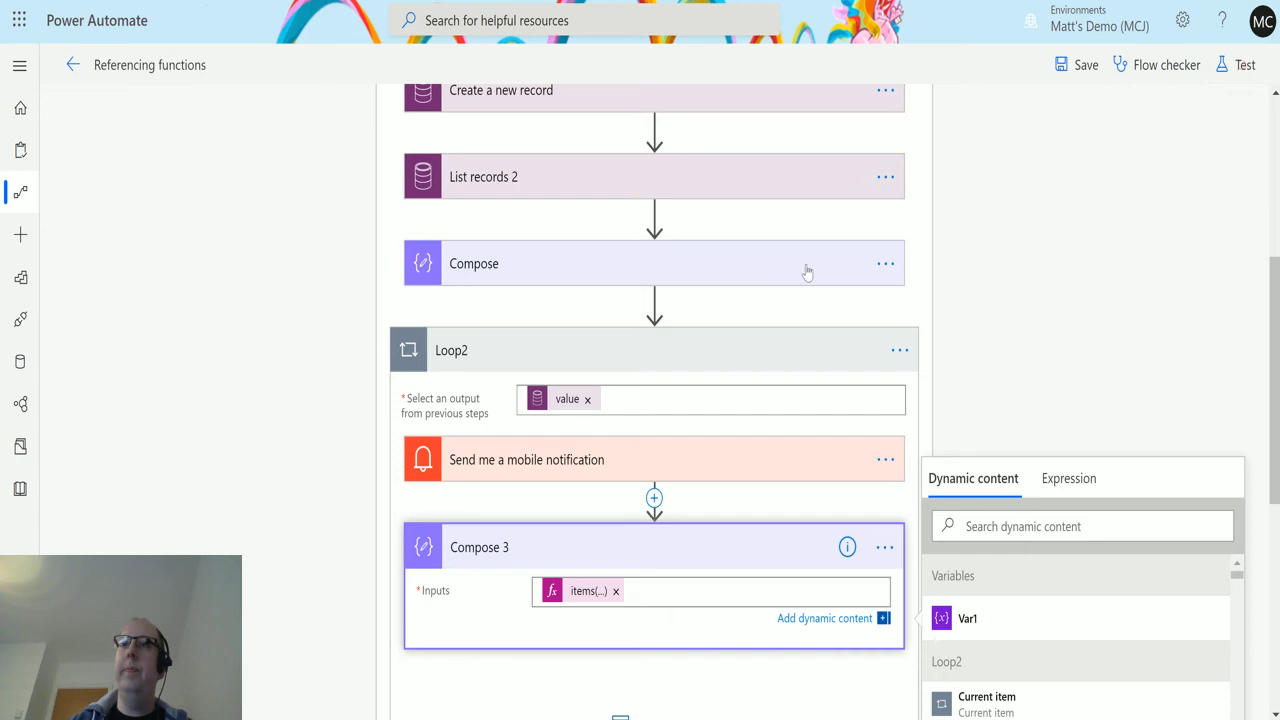 Power Automate
Search for helpful resources
Environments
Matt's Demo (MCJ)
?
MC
Referencing functions
Save
Flow checker
Test
Create a new record
...
List records 2
...
Compose
...
Loop2
...
*Select an output
from previous steps
value x
Send me a mobile notification
...
Compose 3
...
*Inputs
fx items(...) x
Add dynamic content
Dynamic content
Expression
Search dynamic content
Variables
{x} Var1
Loop2
Current item
Current item